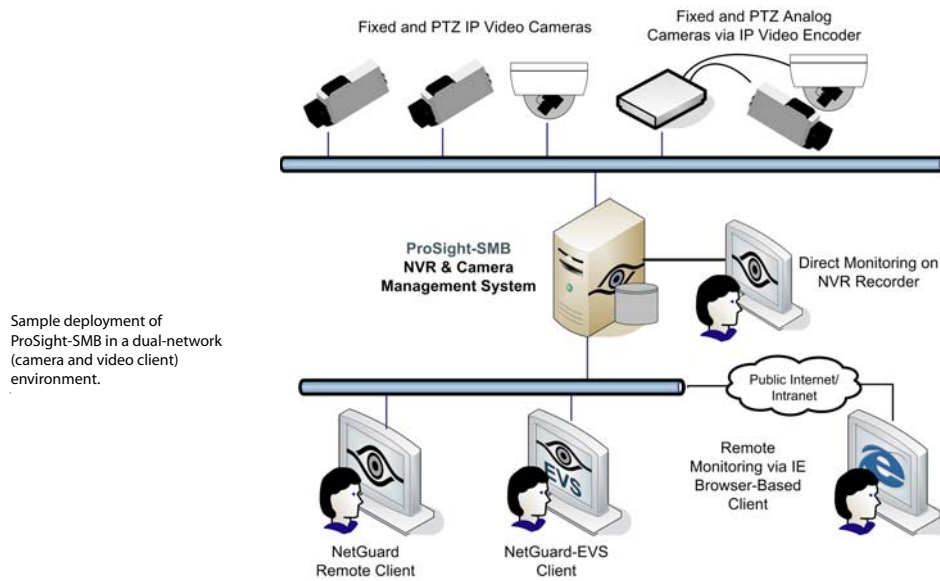 Fixed and PTZ IP Video Cameras
Fixed and PTZ Analog
Cameras via IP Video Encoder
ProSight-SMB
NVR & Camera
Management System
Direct Monitoring on
NVR Recorder
Sample deployment of
ProSight-SMB in a dual-network
(camera and video client)
environment.
Public Internet/
Intranet
EVS
Remote
Monitoring via IE
Browser-Based
Client
NetGuard
Remote Client
NetGuard-EVS
Client